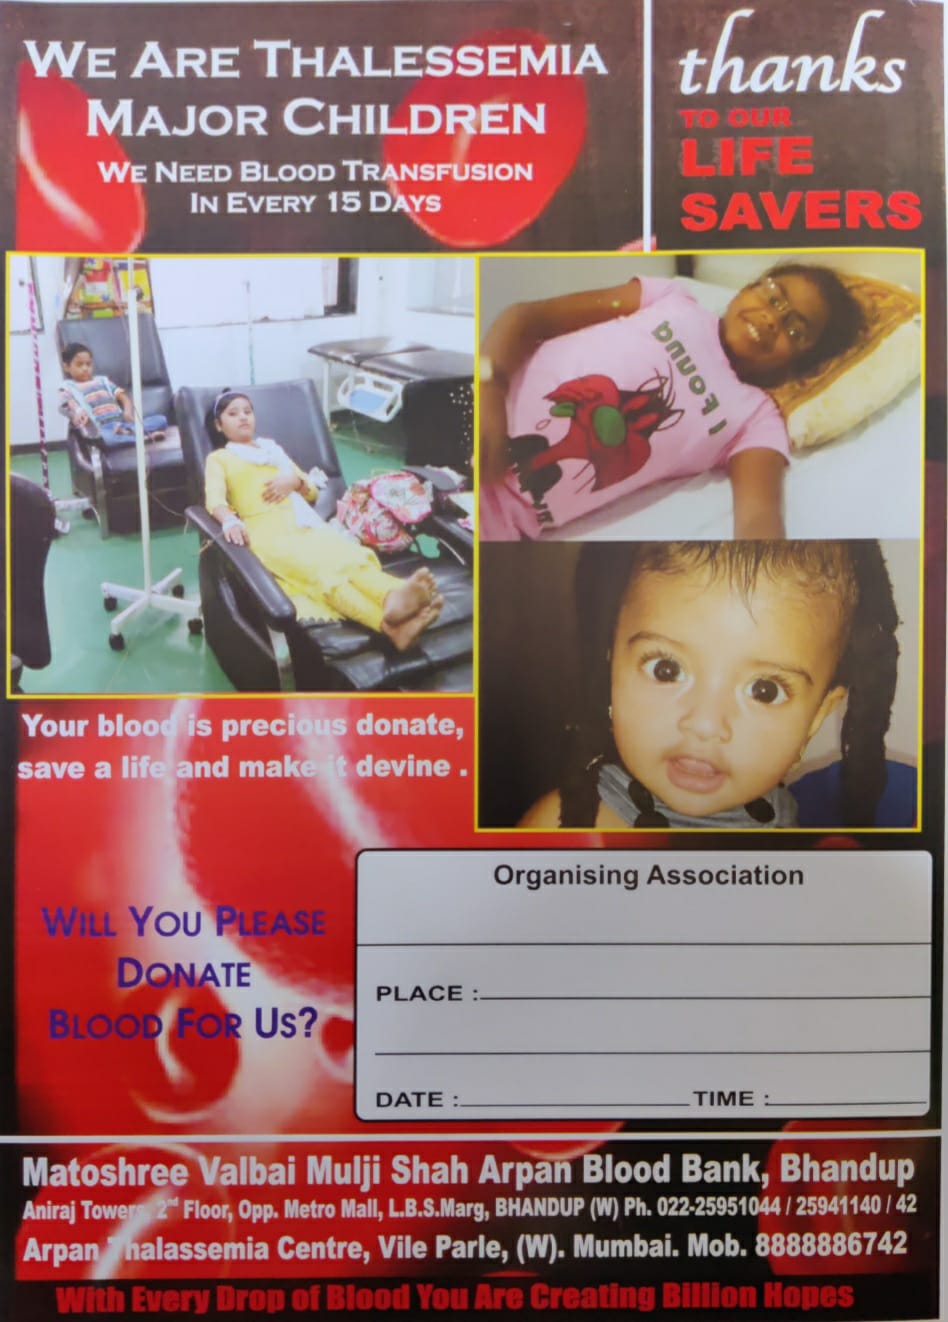 WE ARE THALESSEMIA
MAJOR CHILDREN
WE NEED BLOOD TRANSFUSION
IN EVERY 15 DAYS
thanks
TO OUR
LIFE
SAVERS
I Found
Your blood is precious donate,
save a life and make it devine .
WILL YOU PLEASE
DONATE
BLOOD FOR US?
Organising Association
PLACE :
DATE : TIME :
Matoshree Valbai Mulji Shah Arpan Blood Bank, Bhandup
Aniraj Towers, 2nd Floor, Opp. Metro Mall, L.B.S.Marg, BHANDUP (W) Ph. 022-25951044 / 25941140 / 42
Arpan Thalassemia Centre, Vile Parle, (W). Mumbai. Mob. 8888886742
With Every Drop of Blood You Are Creating Billion Hopes